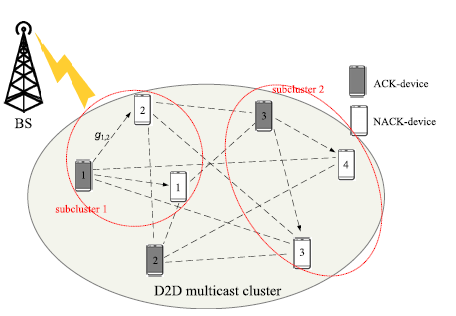 subcluster 2
ACK-device
NACK-device
BS
2
3
g1,2
4
1
1
subcluster 1
2
3
D2D multicast cluster